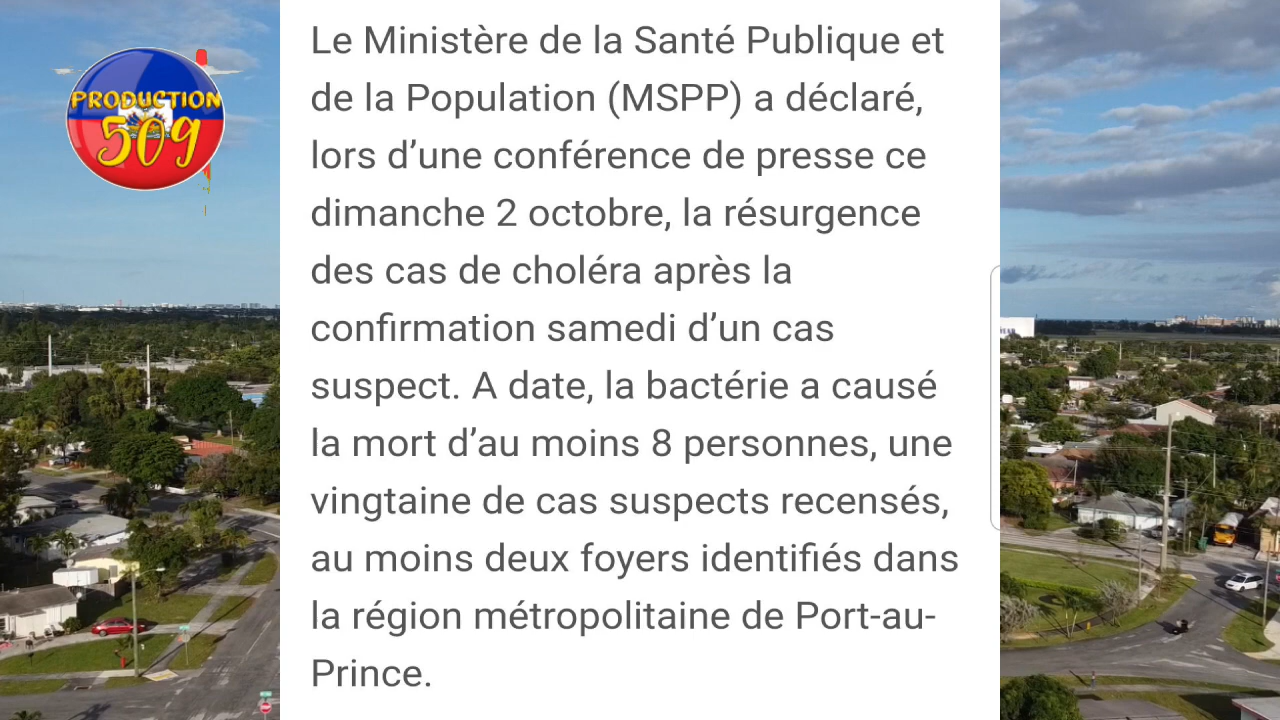 PRODUCTION
509
Le Ministère de la Santé Publique et
de la Population (MSPP) a déclaré,
lors d’une conférence de presse ce
dimanche 2 octobre, la résurgence
des cas de choléra après la
confirmation samedi d’un cas
suspect. A date, la bactérie a causé
la mort d’au moins 8 personnes, une
vingtaine de cas suspects recensés,
au moins deux foyers identifiés dans
la région métropolitaine de Port-au-
Prince.